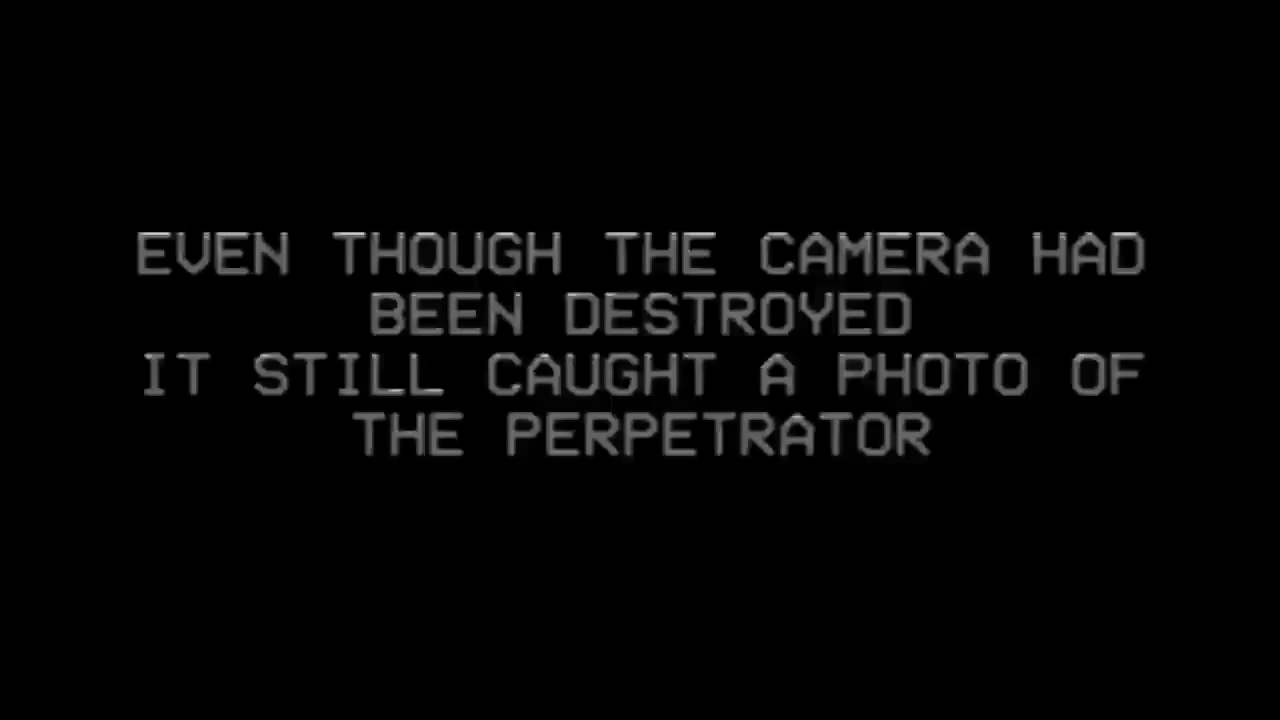 EVEN THOUGH THE CAMERA HAD
BEEN DESTROYED
IT STILL CAUGHT A PHOTO OF
THE PERPETRATOR